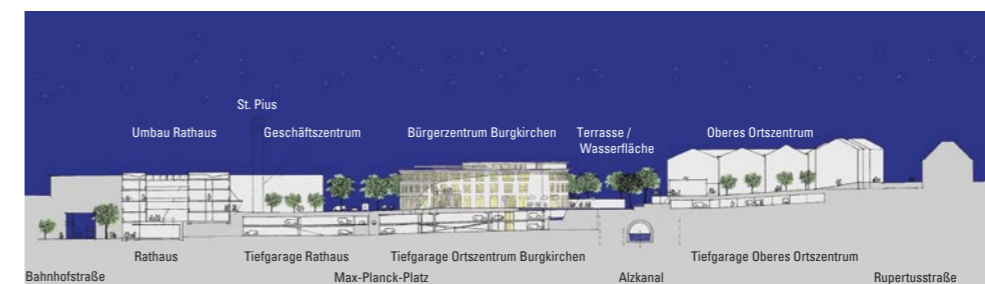 St. Pius
Umbau Rathaus
Geschäftszentrum
Bürgerzentrum Burgkirchen
Terrasse /
Wasserfläche
Oberes Ortszentrum
Rathaus
Tiefgarage Rathaus
Tiefgarage Ortszentrum Burgkirchen
Tiefgarage Oberes Ortszentrum
Bahnhofstraße
Max-Planck-Platz
Alzkanal
Rupertusstraße